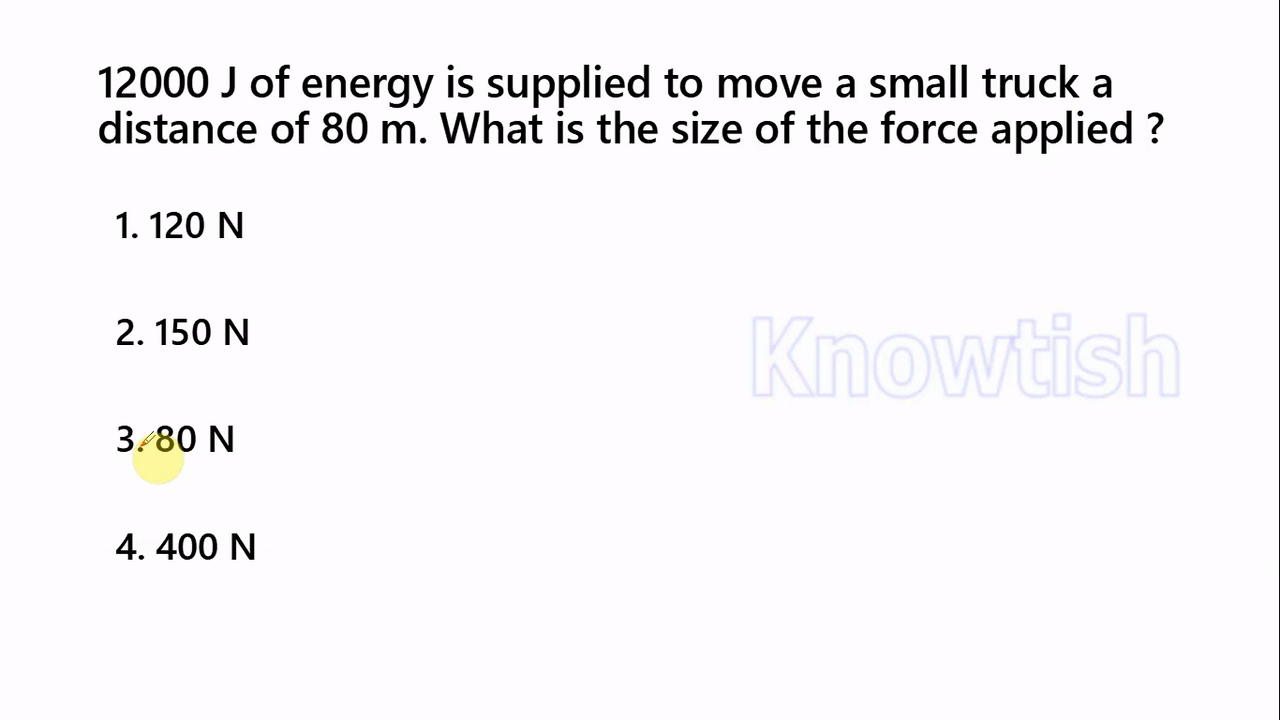 12000 J of energy is supplied to move a small truck a
distance of 80 m. What is the size of the force applied ?
1. 120 N
2. 150 N
Knowtish
3. 80 N
4. 400 N